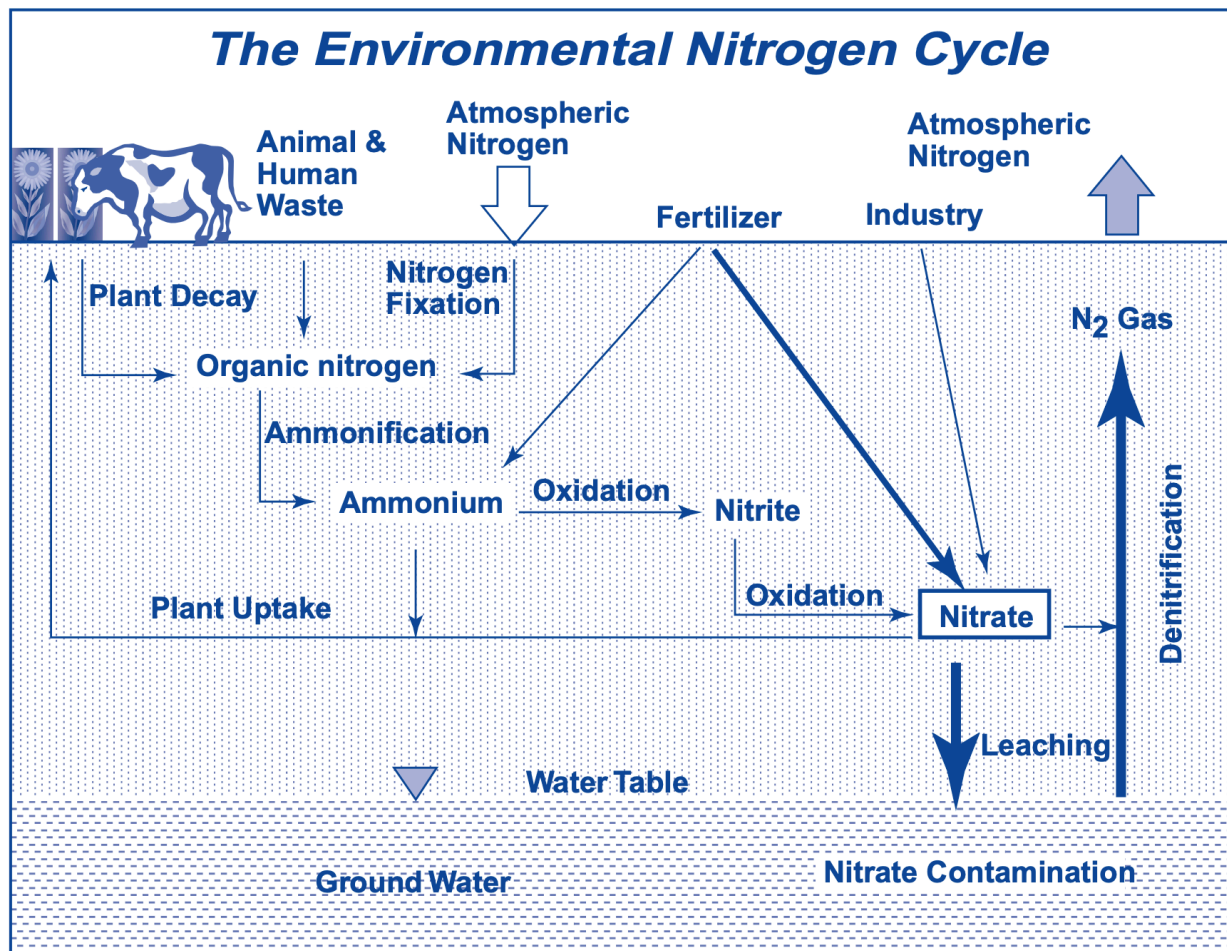 The Environmental Nitrogen Cycle
Animal &
Human
Waste
Atmospheric
Nitrogen
Fertilizer
Industry
Atmospheric
Nitrogen
Plant Decay
Nitrogen
Fixation
N2 Gas
Organic nitrogen
Ammonification
Ammonium
Oxidation
Nitrite
Denitrification
Plant Uptake
Oxidation
Nitrate
Leaching
Water Table
Ground Water
Nitrate Contamination